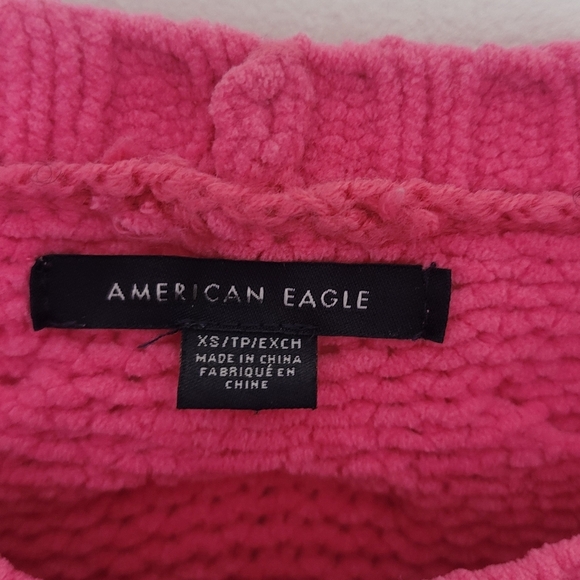 AMERICAN EAGLE
XS/TP/EXCH
MADE IN CHINA
FABRIQUÉ EN
CHINE